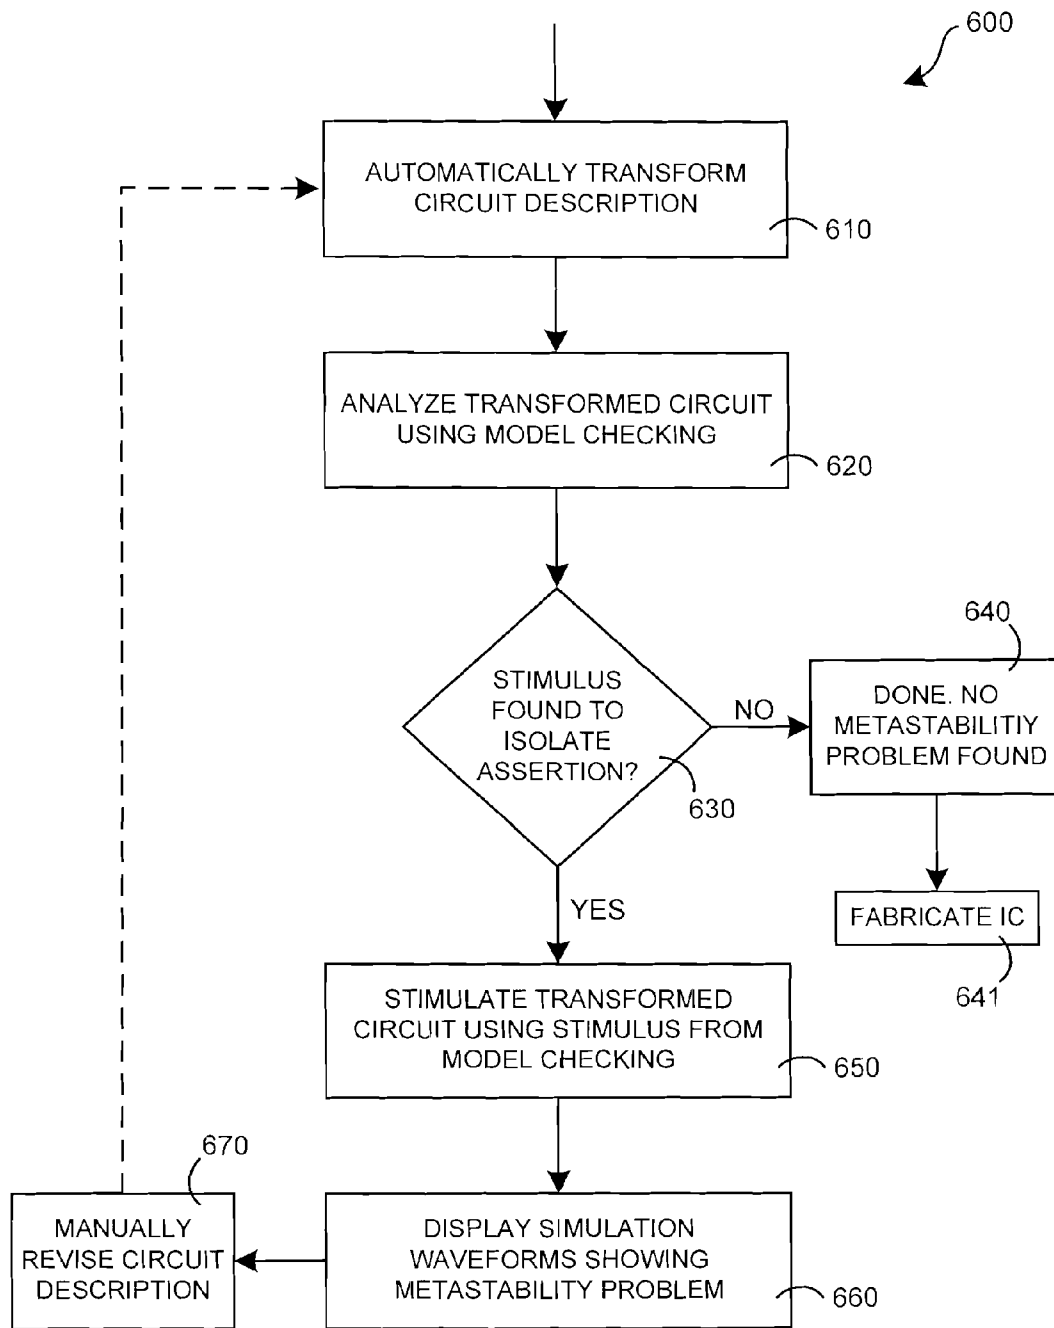 600
AUTOMATICALLY TRANSFORM
CIRCUIT DESCRIPTION
610
ANALYZE TRANSFORMED CIRCUIT
USING MODEL CHECKING
620
STIMULUS
FOUND TO
ISOLATE
ASSERTION?
630
NO
640
DONE. NO
METASTABILITIY
PROBLEM FOUND
FABRICATE IC
641
YES
STIMULATE TRANSFORMED
CIRCUIT USING STIMULUS FROM
MODEL CHECKING
650
670
MANUALLY
REVISE CIRCUIT
DESCRIPTION
DISPLAY SIMULATION
WAVEFORMS SHOWING
METASTABILITY PROBLEM
660